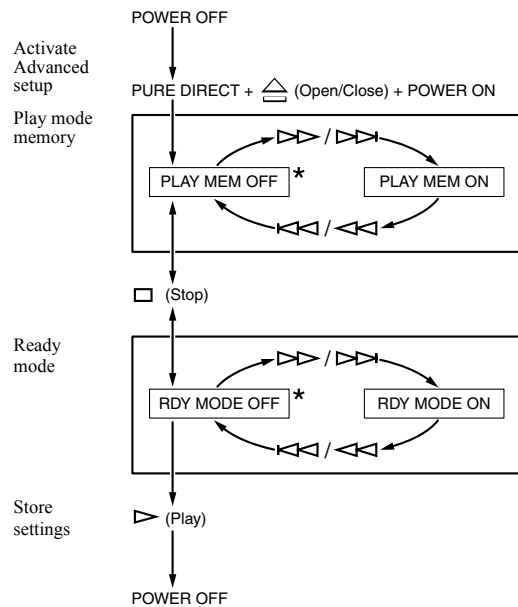 POWER OFF
Activate
Advanced
setup
PURE DIRECT + (Open/Close) + POWER ON
Play mode
memory
/
PLAY MEM OFF *
PLAY MEM ON
/
(Stop)
Ready
mode
/
RDY MODE OFF *
RDY MODE ON
/
Store
settings
(Play)
POWER OFF